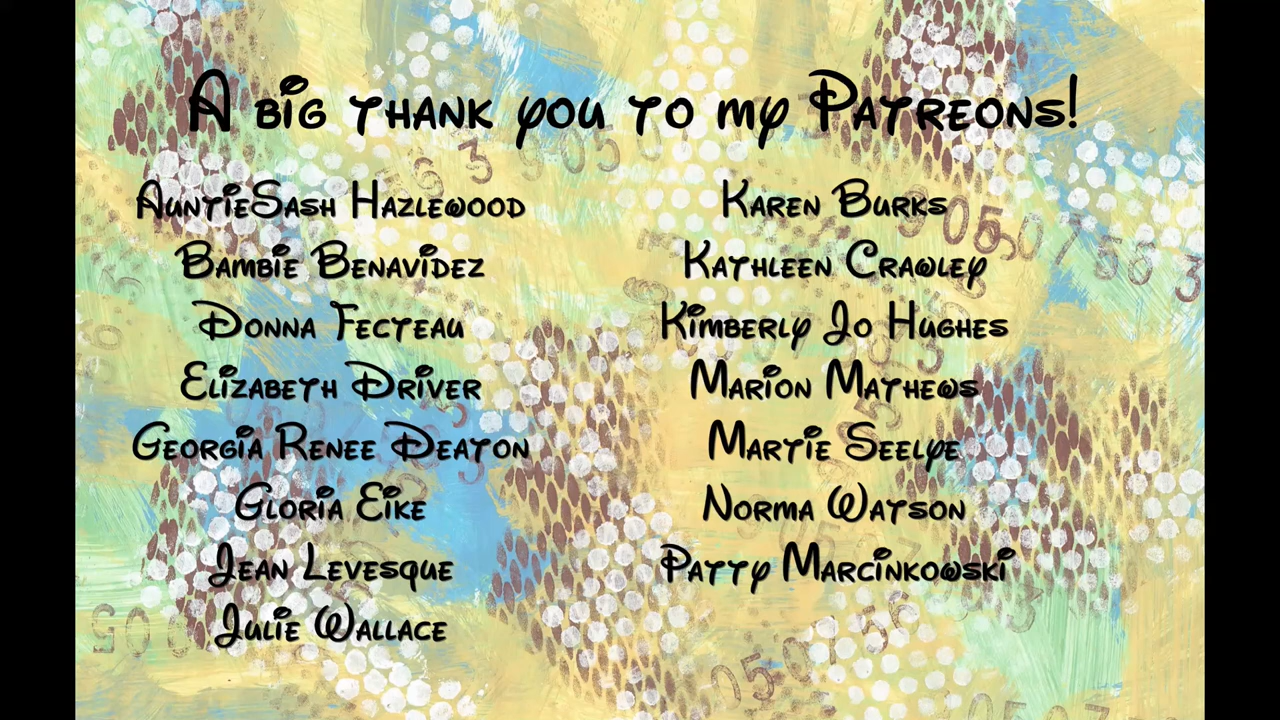 A big thank you to my Patreons!
AuntieSash Hazlewood
Bambie Benavidez
Donna Fecteau
Elizabeth Driver
Georgia Renee Deaton
Gloria Eike
Jean Levesque
Julie Wallace
Karen Burks
Kathleen Crawley
Kimberly Jo Hughes
Marion Mathews
Martie Seelye
Norma Watson
Patty Marcinkowski